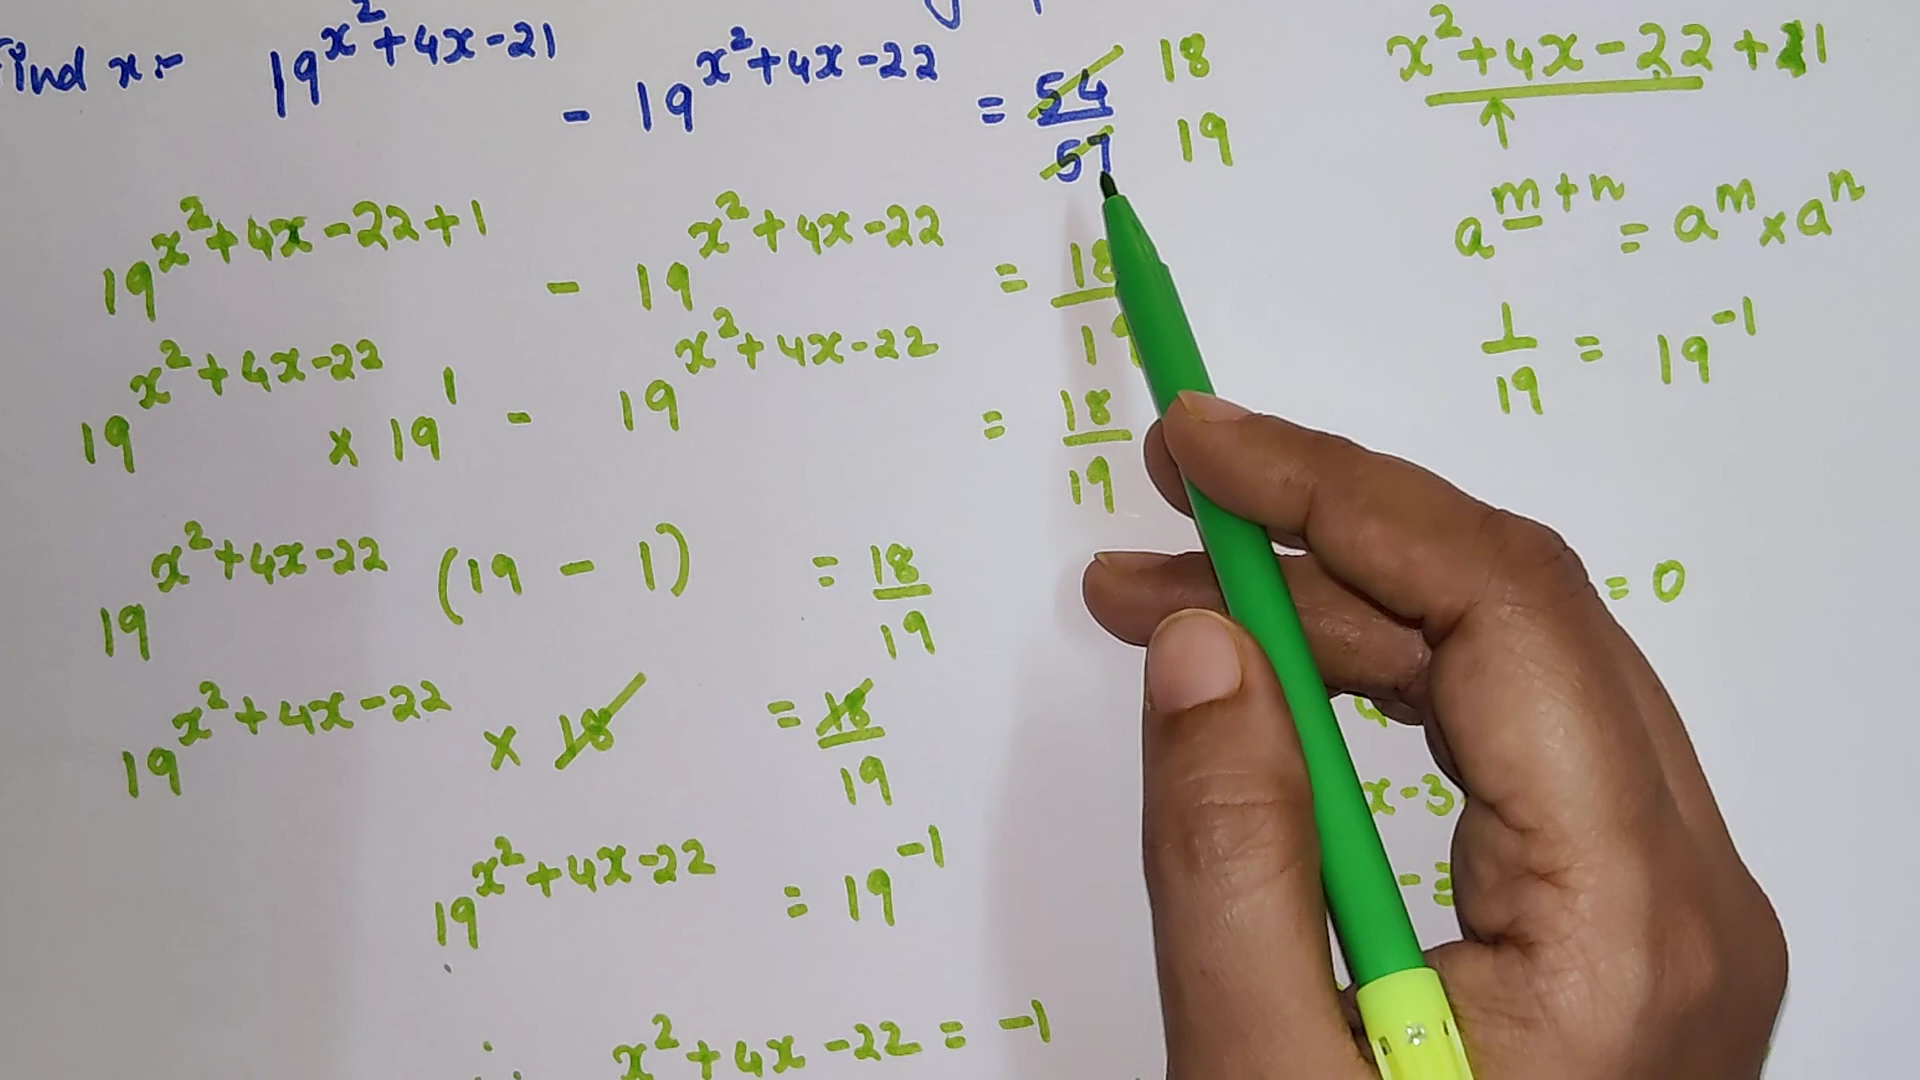 Find x:- 19^{x²+4x-21} - 19^{x²+4x-22} = 54/57 18/19
19^{x²+4x-22+1} - 19^{x²+4x-22} = 18/19
19^{x²+4x-22} × 19^1 - 19^{x²+4x-22} = 18/19
19^{x²+4x-22} (19 - 1) = 18/19
19^{x²+4x-22} × 18 = 18/19
19^{x²+4x-22} = 19^{-1}
x²+4x-22 = -1
x²+4x-22+1
a^{m+n} = a^m × a^n
1/19 = 19^{-1}
= 0
x-3